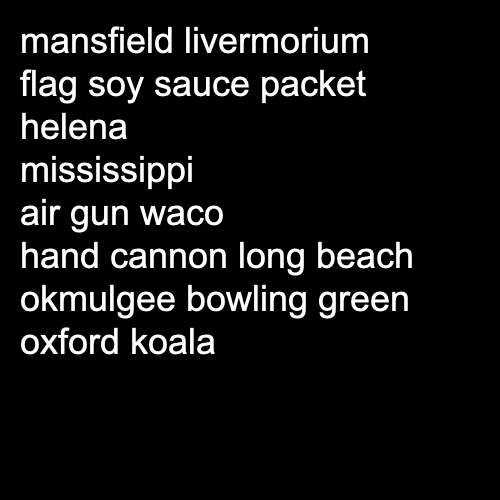 mansfield livermorium
flag soy sauce packet
helena
mississippi
air gun waco
hand cannon long beach
okmulgee bowling green
oxford koala